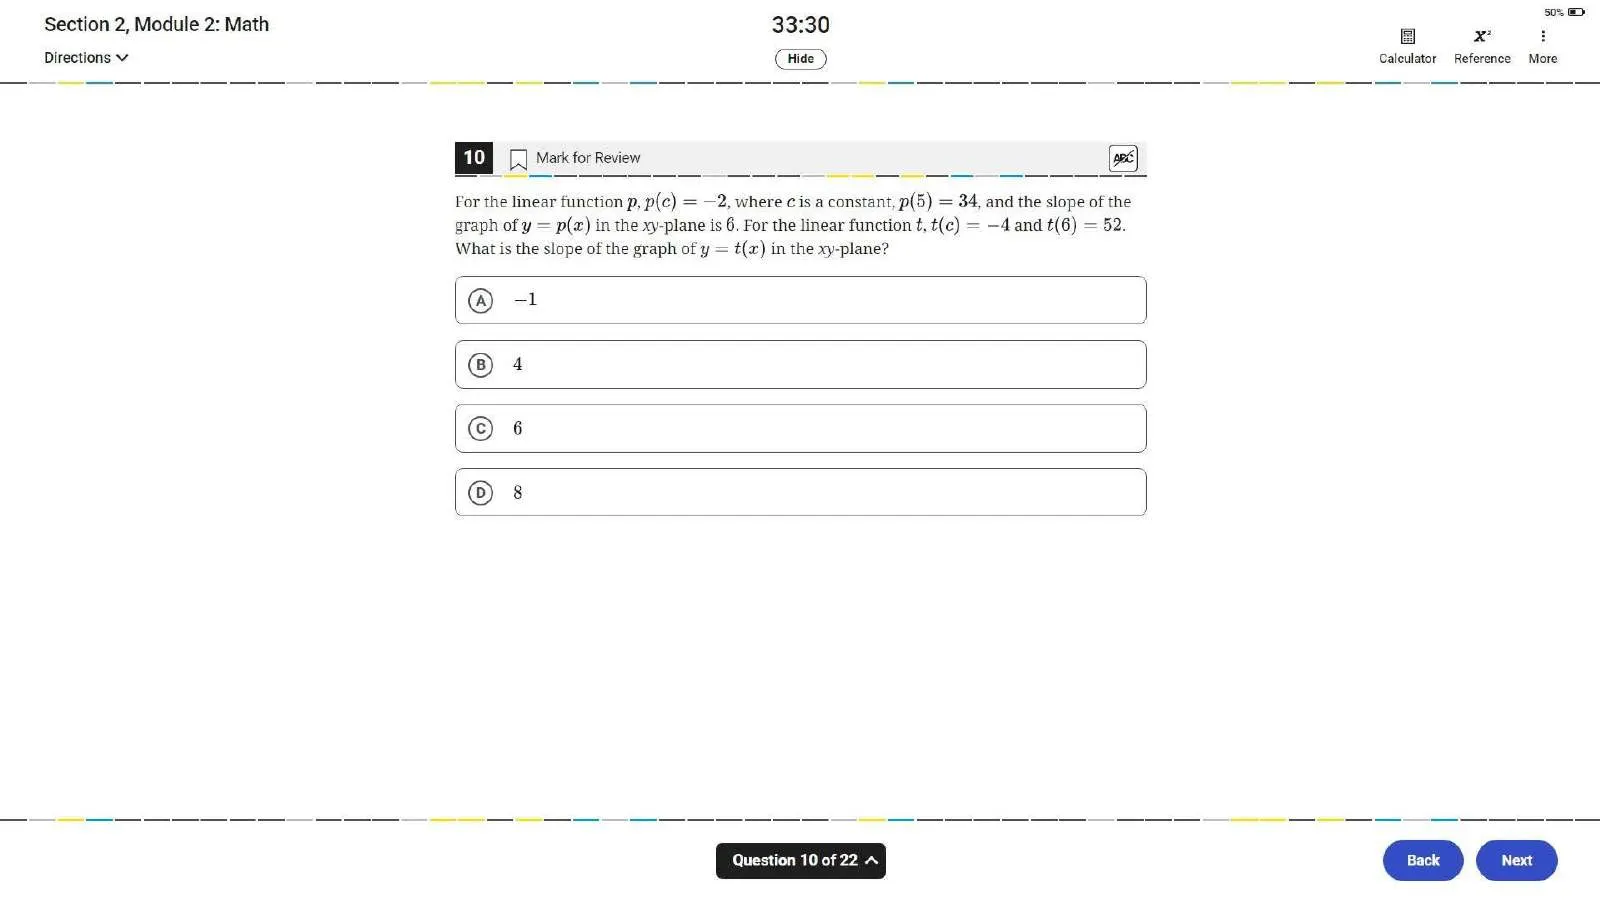 Section 2, Module 2: Math
33:30
50%
Directions
Hide
Calculator
Reference
More
10
Mark for Review
ABC
For the linear function p, p(c) = −2, where c is a constant, p(5) = 34, and the slope of the
graph of y = p(x) in the xy-plane is 6. For the linear function t, t(c) = −4 and t(6) = 52.
What is the slope of the graph of y = t(x) in the xy-plane?
A −1
B 4
C 6
D 8
Question 10 of 22
Back
Next